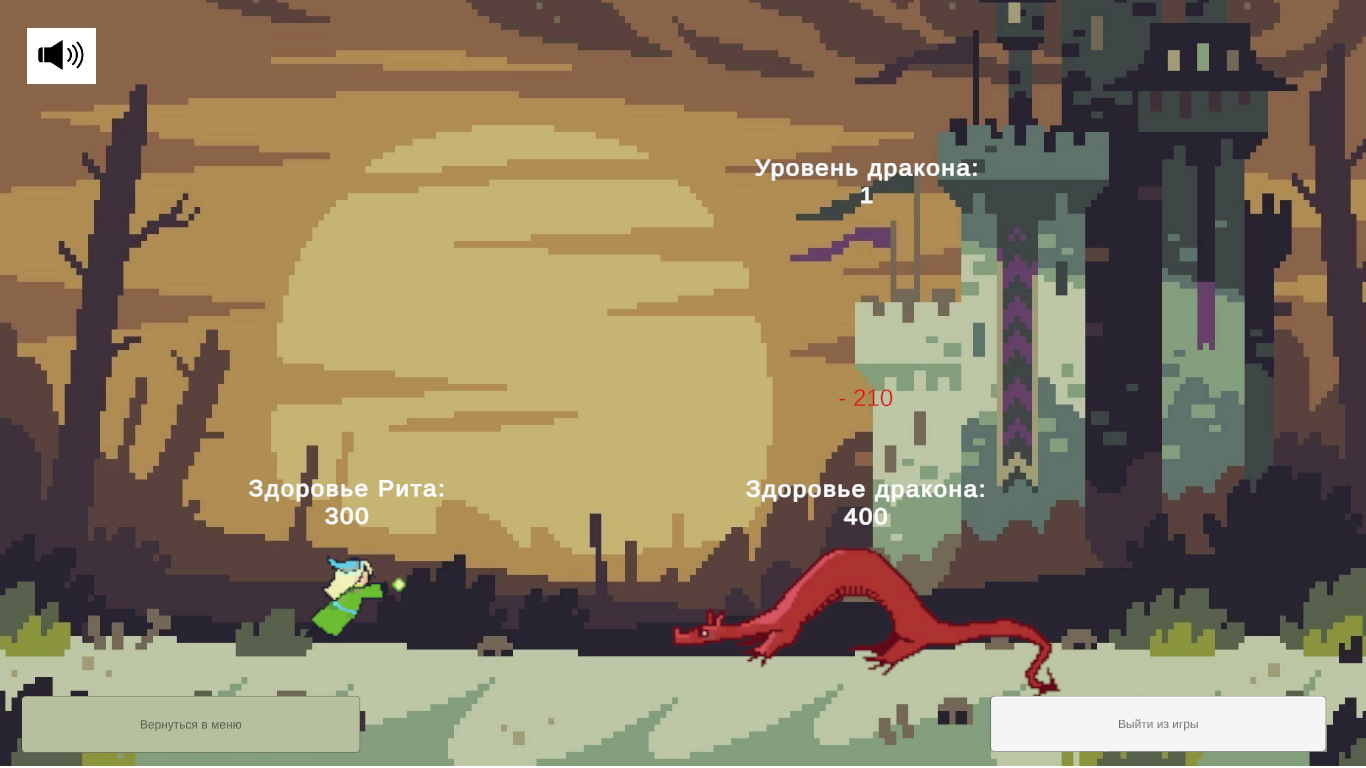 Уровень дракона:
1
- 210
Здоровье Рита:
300
Здоровье дракона:
400
Вернуться в меню
Выйти из игры